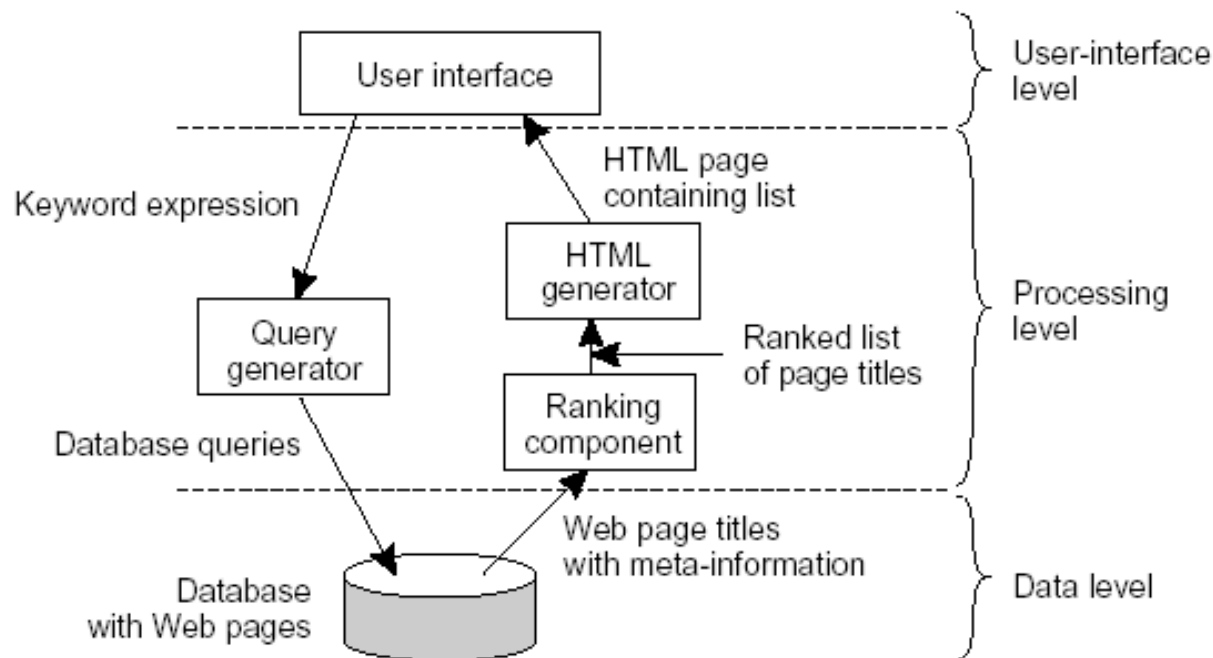 User interface
User-interface
level
HTML page
containing list
Keyword expression
HTML
generator
Processing
level
Query
generator
Ranked list
of page titles
Ranking
component
Database queries
Web page titles
with meta-information
Database
with Web pages
Data level